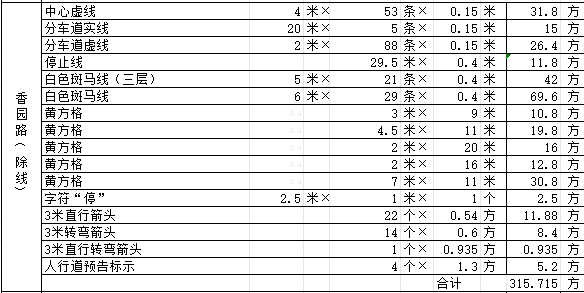 香园路（除线）
中心虚线 4 米× 53 条× 0.15 米 31.8 方
分车道实线 20 米× 5 条× 0.15 米 15 方
分车道虚线 2 米× 88 条× 0.15 米 26.4 方
停止线 29.5 米× 0.4 米 11.8 方
白色斑马线（三层） 5 米× 21 条× 0.4 米 42 方
白色斑马线 6 米× 29 条× 0.4 米 69.6 方
黄方格 3 米× 9 米 10.8 方
黄方格 4.5 米× 11 米 19.8 方
黄方格 2 米× 20 米 16 方
黄方格 2 米× 16 米 12.8 方
黄方格 7 米× 11 米 30.8 方
字符“停” 2.5 米× 1 米× 1 个 2.5 方
3米直行箭头 22 个× 0.54 方 11.88 方
3米转弯箭头 14 个× 0.6 方 8.4 方
3米直行转弯箭头 1 个× 0.935 方 0.935 方
人行道预告标示 4 个× 1.3 方 5.2 方
合计 315.715 方